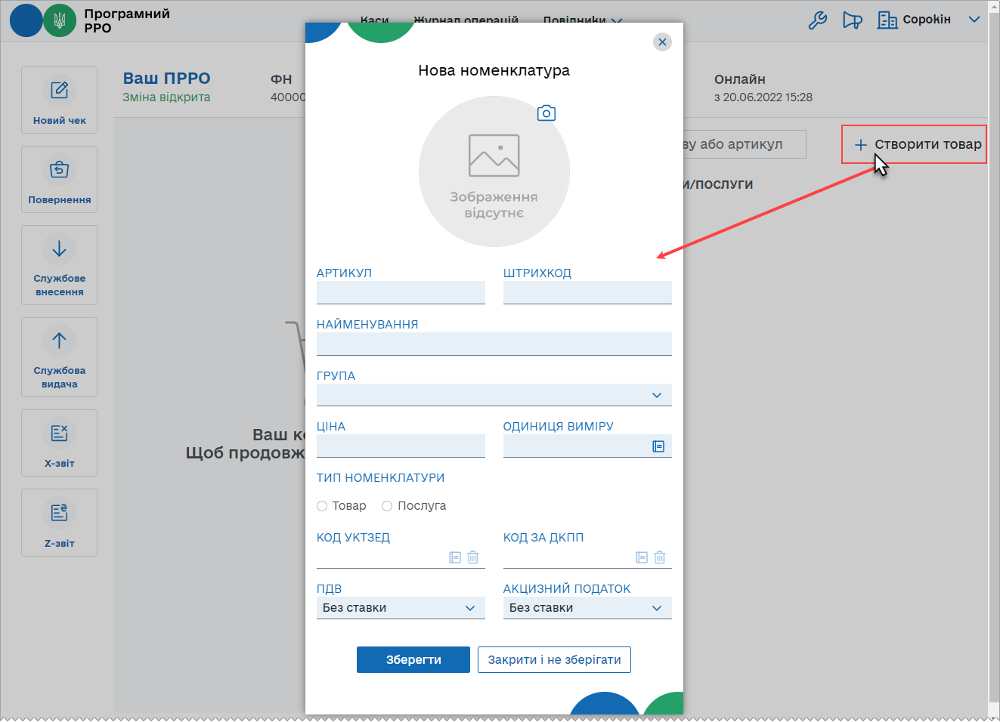 Програмний
РРО
Каси
Журнал операцій
Довідники
Сорокін
Ваш ПРРО
Зміна відкрита
ФН
40000
Онлайн
з 20.06.2022 15:28
Новий чек
Повернення
Службове
внесення
Службова
видача
X-звіт
Z-звіт
Ваш к
Щоб продовж
ву або артикул
Створити товар
И/ПОСЛУГИ
Нова номенклатура
Зображення
відсутнє
АРТИКУЛ
ШТРИХКОД
НАЙМЕНУВАННЯ
ГРУПА
ЦІНА
ОДИНИЦЯ ВИМІРУ
ТИП НОМЕНКЛАТУРИ
Товар
Послуга
КОД УКТЗЕД
КОД ЗА ДКПП
ПДВ
АКЦИЗНИЙ ПОДАТОК
Без ставки
Без ставки
Зберегти
Закрити і не зберігати